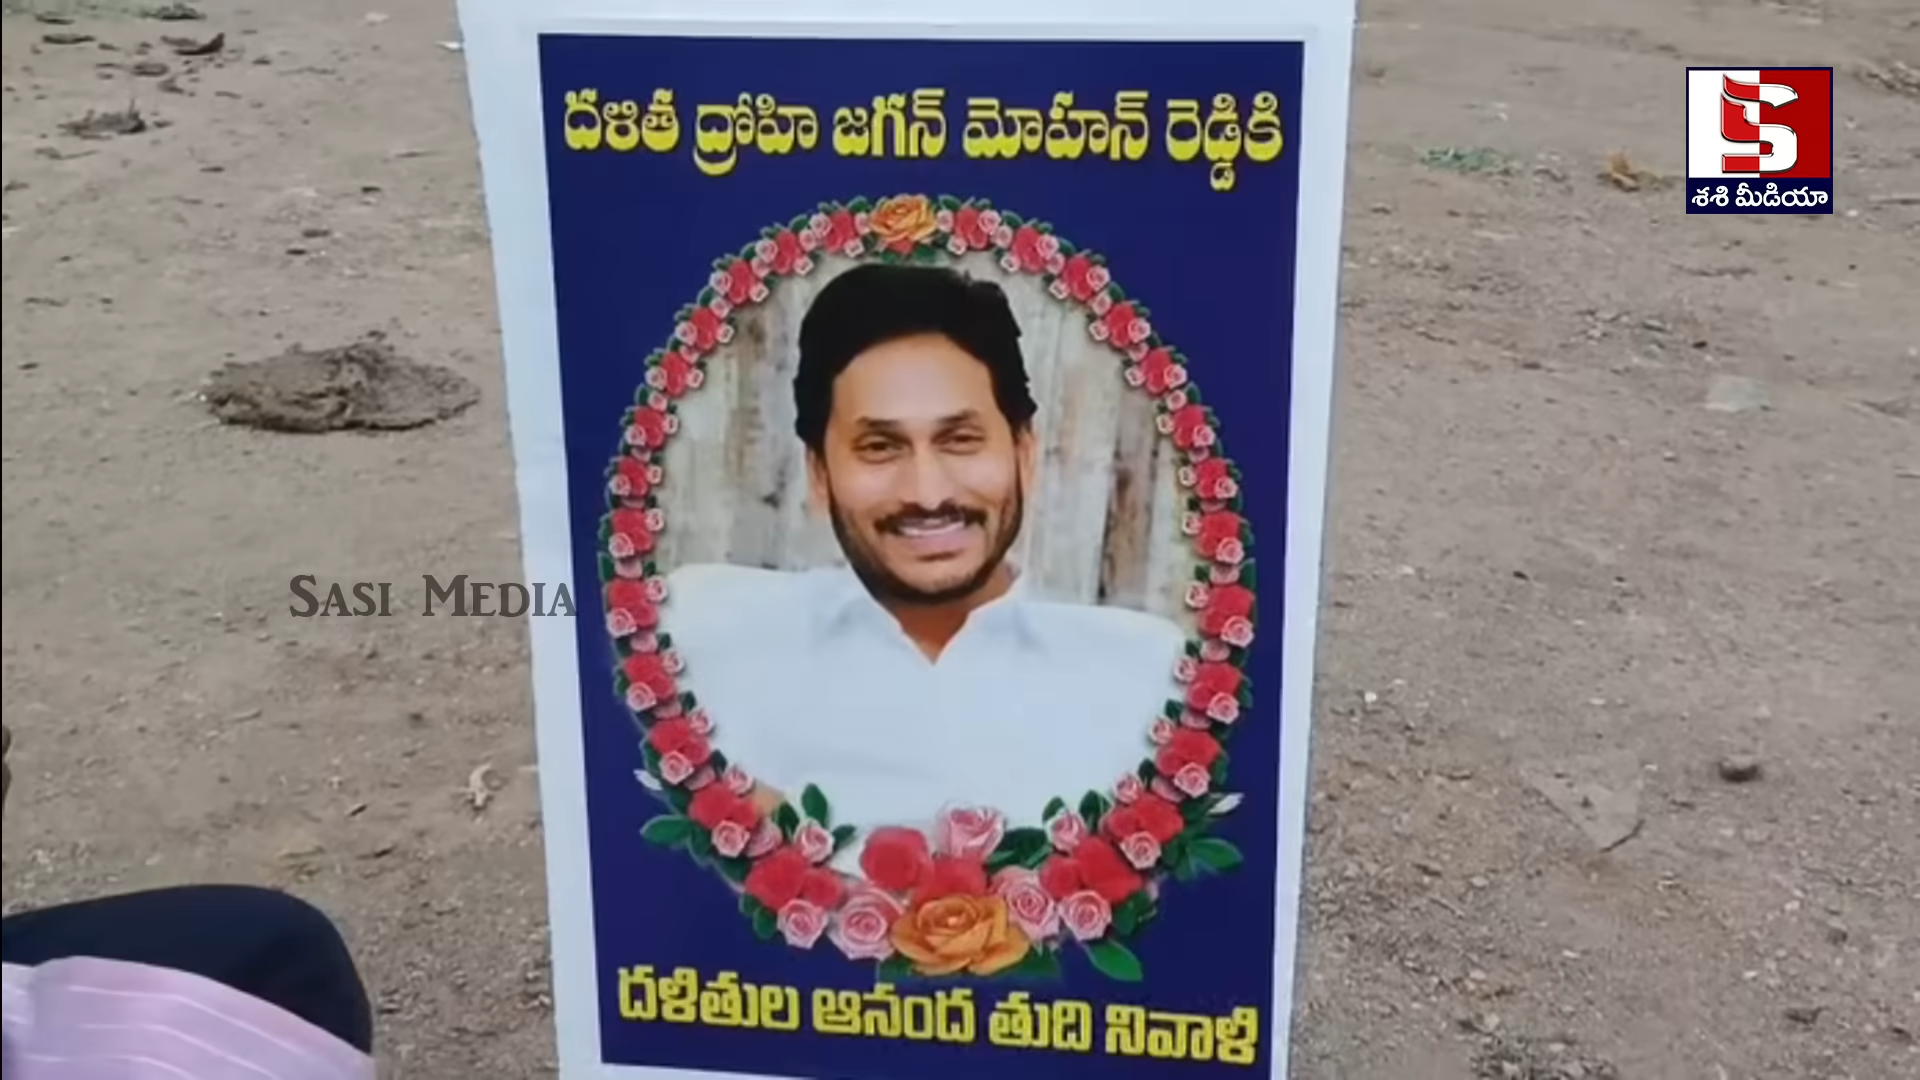 దళిత ద్రోహి జగన్ మోహన్ రెడ్డికి
S
శశి మీడియా
SASI MEDIA
దళితుల ఆనంద తుది నివాళి